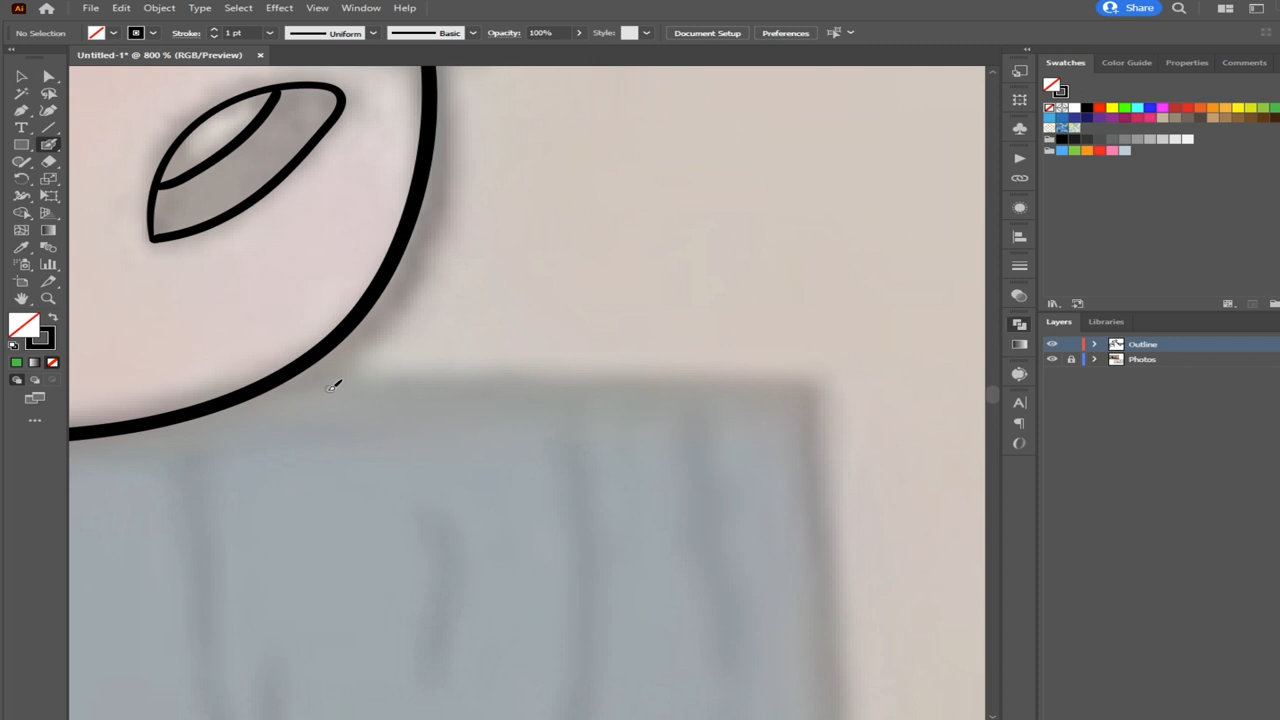 Ai File Edit Object Type Select Effect View Window Help Share
No Selection Stroke: 1 pt Uniform Basic Opacity: 100% Style: Document Setup Preferences
Untitled-1* @ 800 % (RGB/Preview) ×
Swatches Color Guide Properties Comments
Layers Libraries
Outline
Photos